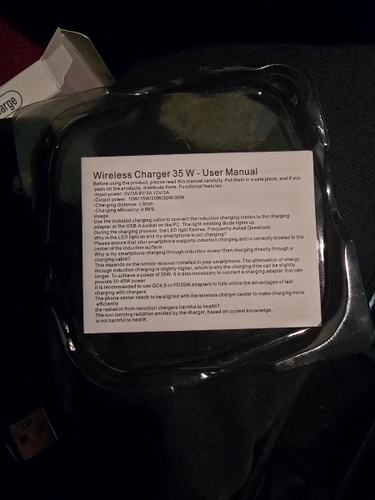 arge
Wireless Charger 35 W - User Manual
Before using the product, please read this manual carefully. Put them in a safe place, and if you
pass on the products, distribute them. Functional features:
-Input power: 5V/3A 9V/3A 12V/3A
-Output power: 10W/15W/20W/30W/35W
-Charging distance: ≤ 8mm
-Charging efficiency: ≥ 86%
Usage:
Use the included charging cable to connect the induction charging station to the charging
adapter or the USB-A socket on the PC. The light emitting diode lights up.
During the charging process, the LED light flashes. Frequently Asked Questions
Why is the LED light on and my smartphone is not charging?
Please ensure that your smartphone supports induction charging and is correctly located in the
center of the induction surface
Why is my smartphone charging through induction slower than charging directly through a
charging cable?
This depends on the sensor receiver installed in your smartphone. The attenuation of energy
through induction charging is slightly higher, which is why the charging time can be slightly
longer. To achieve a power of 35W, it is also necessary to connect a charging adapter that can
provide 30-45W power
It is recommended to use QC4.0 or PD35W adapters to fully utilize the advantages of fast
charging with chargers
The phone center needs to be aligned with the wireless charger center to make charging more
efficients
the radiation from induction chargers harmful to health?
The non ionizing radiation emitted by the charger, based on current knowledge,
is not harmful to health.